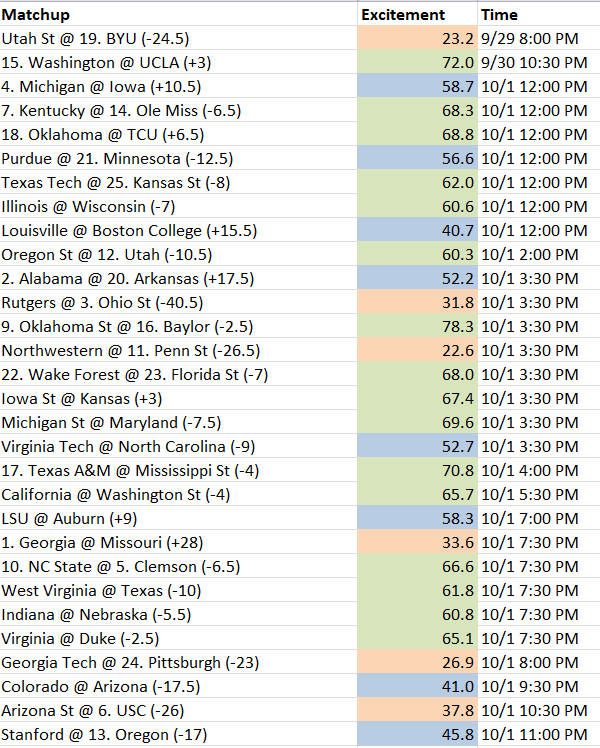 Matchup Excitement Time
Utah St @ 19. BYU (-24.5) 23.2 9/29 8:00 PM
15. Washington @ UCLA (+3) 72.0 9/30 10:30 PM
4. Michigan @ Iowa (+10.5) 58.7 10/1 12:00 PM
7. Kentucky @ 14. Ole Miss (-6.5) 68.3 10/1 12:00 PM
18. Oklahoma @ TCU (+6.5) 68.8 10/1 12:00 PM
Purdue @ 21. Minnesota (-12.5) 56.6 10/1 12:00 PM
Texas Tech @ 25. Kansas St (-8) 62.0 10/1 12:00 PM
Illinois @ Wisconsin (-7) 60.6 10/1 12:00 PM
Louisville @ Boston College (+15.5) 40.7 10/1 12:00 PM
Oregon St @ 12. Utah (-10.5) 60.3 10/1 2:00 PM
2. Alabama @ 20. Arkansas (+17.5) 52.2 10/1 3:30 PM
Rutgers @ 3. Ohio St (-40.5) 31.8 10/1 3:30 PM
9. Oklahoma St @ 16. Baylor (-2.5) 78.3 10/1 3:30 PM
Northwestern @ 11. Penn St (-26.5) 22.6 10/1 3:30 PM
22. Wake Forest @ 23. Florida St (-7) 68.0 10/1 3:30 PM
Iowa St @ Kansas (+3) 67.4 10/1 3:30 PM
Michigan St @ Maryland (-7.5) 69.6 10/1 3:30 PM
Virginia Tech @ North Carolina (-9) 52.7 10/1 3:30 PM
17. Texas A&M @ Mississippi St (-4) 70.8 10/1 4:00 PM
California @ Washington St (-4) 65.7 10/1 5:30 PM
LSU @ Auburn (+9) 58.3 10/1 7:00 PM
1. Georgia @ Missouri (+28) 33.6 10/1 7:30 PM
10. NC State @ 5. Clemson (-6.5) 66.6 10/1 7:30 PM
West Virginia @ Texas (-10) 61.8 10/1 7:30 PM
Indiana @ Nebraska (-5.5) 60.8 10/1 7:30 PM
Virginia @ Duke (-2.5) 65.1 10/1 7:30 PM
Georgia Tech @ 24. Pittsburgh (-23) 26.9 10/1 8:00 PM
Colorado @ Arizona (-17.5) 41.0 10/1 9:30 PM
Arizona St @ 6. USC (-26) 37.8 10/1 10:30 PM
Stanford @ 13. Oregon (-17) 45.8 10/1 11:00 PM